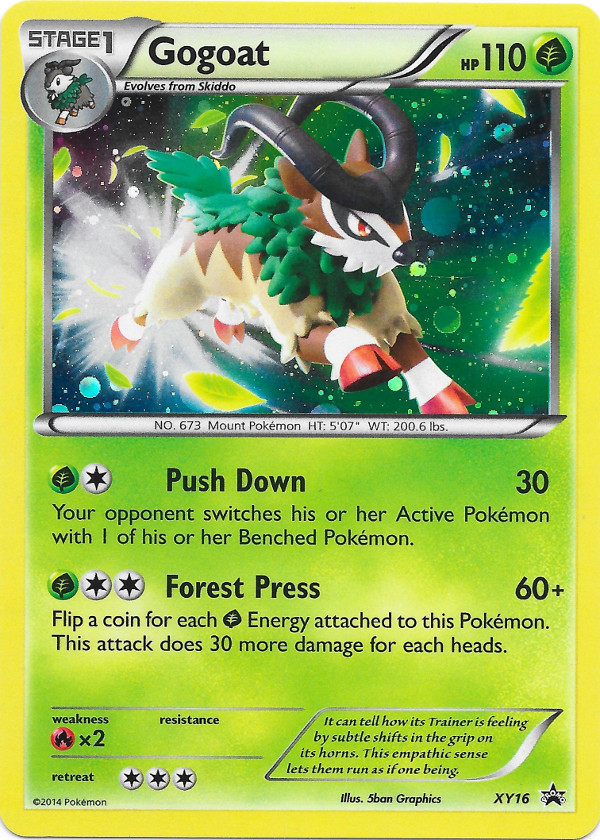 STAGE1 Gogoat HP110
Evolves from Skiddo
NO. 673 Mount Pokémon HT: 5'07" WT: 200.6 lbs.
Push Down 30
Your opponent switches his or her Active Pokémon
with 1 of his or her Benched Pokémon.
Forest Press 60+
Flip a coin for each Energy attached to this Pokémon.
This attack does 30 more damage for each heads.
weakness resistance
×2
retreat
It can tell how its Trainer is feeling
by subtle shifts in the grip on
its horns. This empathic sense
lets them run as if one being.
©2014 Pokémon Illus. 5ban Graphics XY16